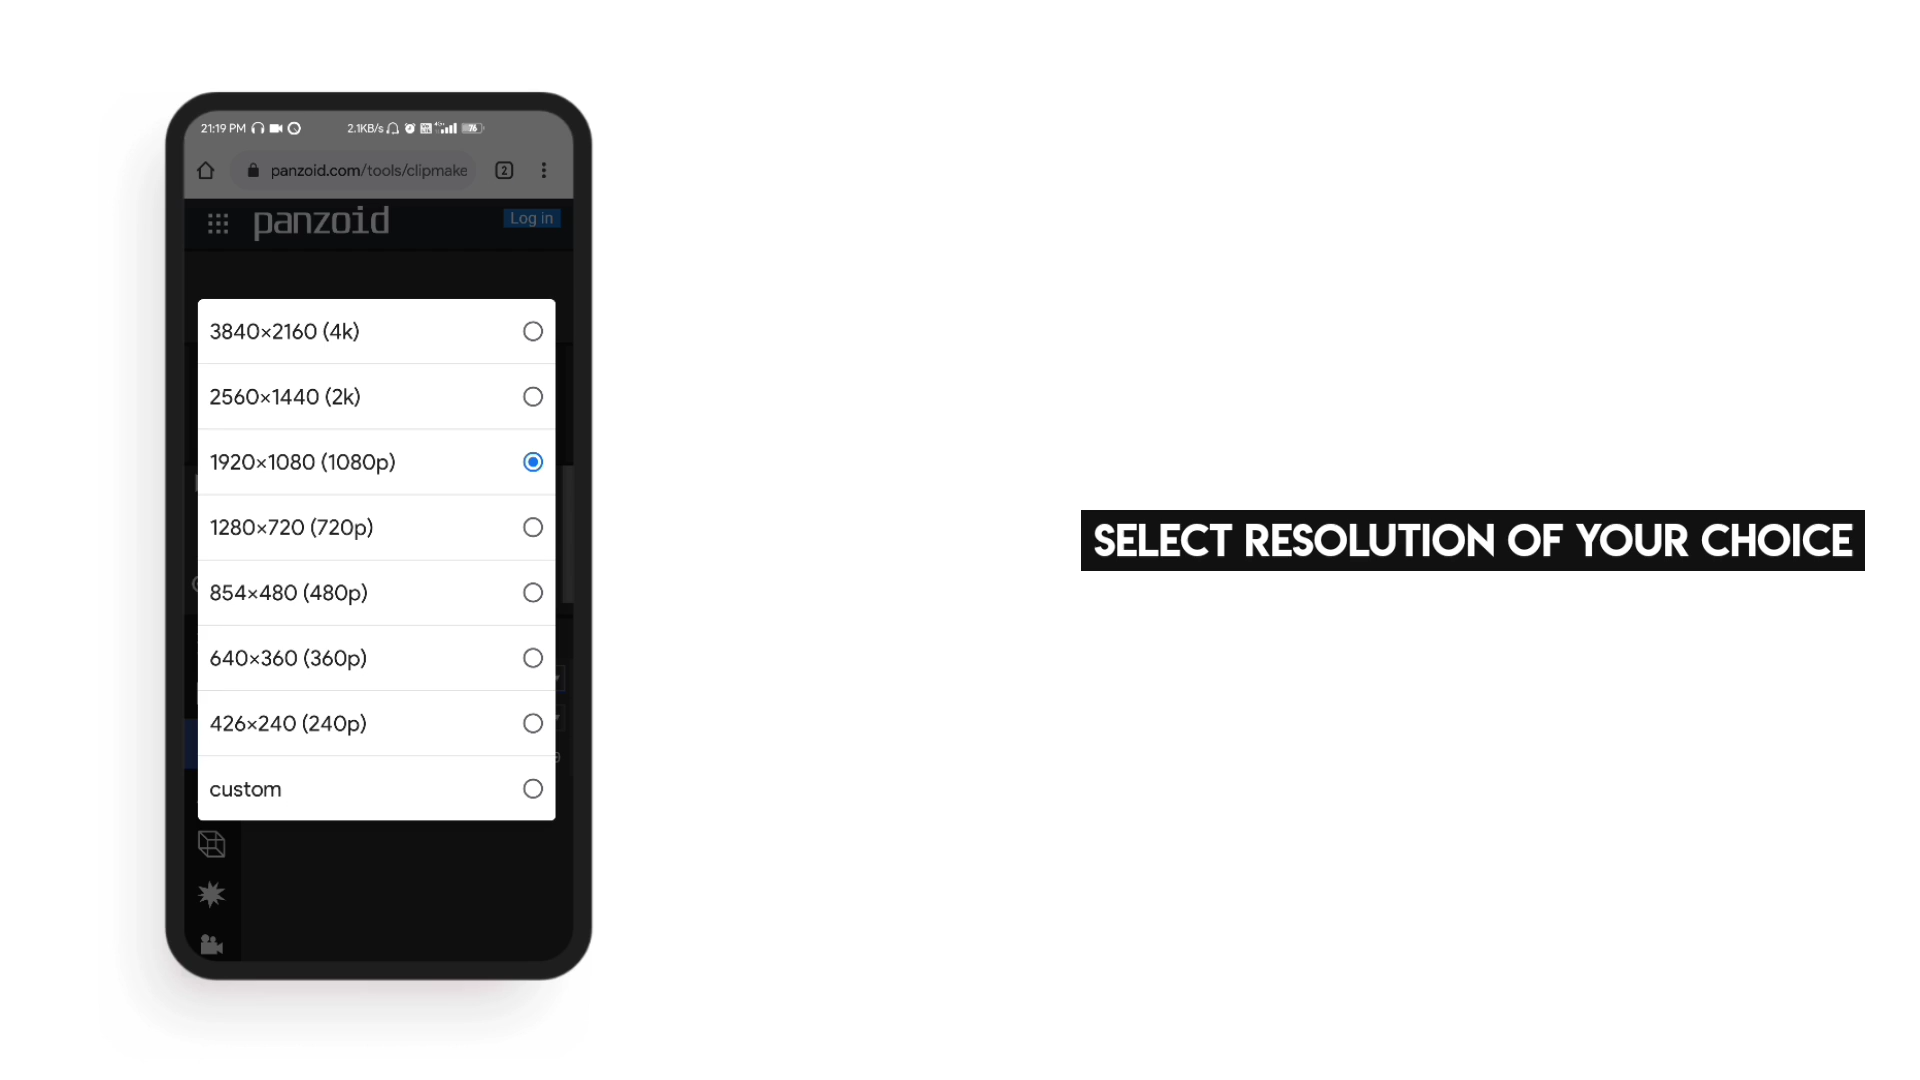 21:19 PM 2.1KB/s 76
panzoid.com/tools/clipmake 2
panzoid Log in
3840×2160 (4k)
2560×1440 (2k)
1920×1080 (1080p)
1280×720 (720p)
854×480 (480p)
640×360 (360p)
426×240 (240p)
custom
SELECT RESOLUTION OF YOUR CHOICE